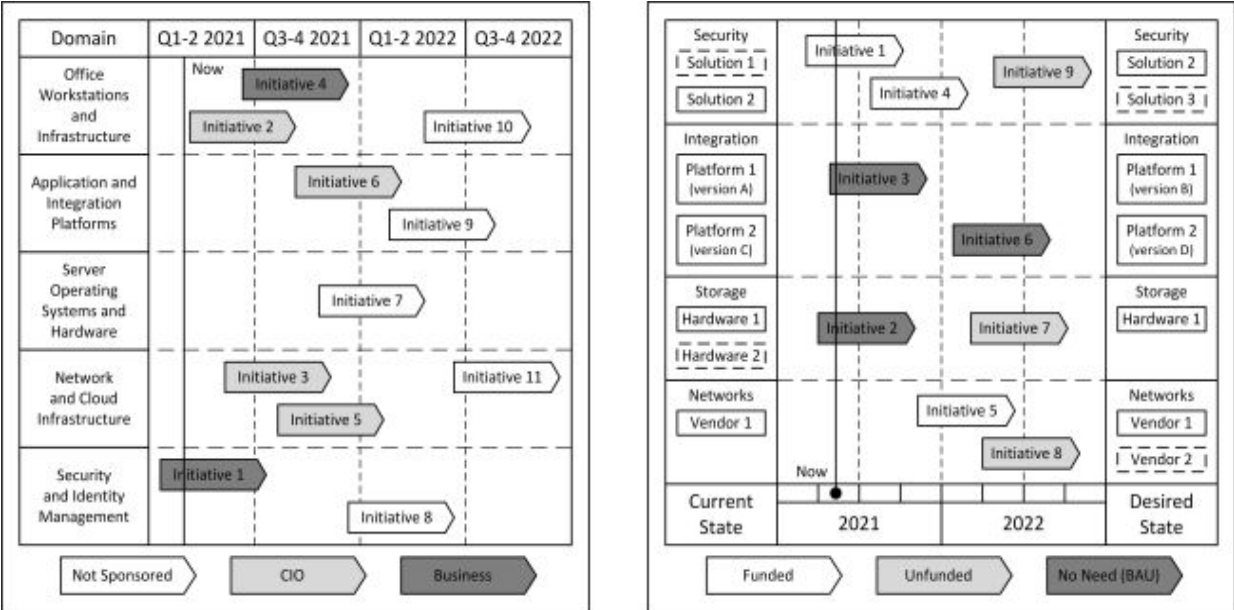 Domain
Q1-2 2021
Q3-4 2021
Q1-2 2022
Q3-4 2022
Now
Office
Workstations
and
Infrastructure
Initiative 4
Initiative 2
Initiative 10
Application and
Integration
Platforms
Initiative 6
Initiative 9
Server
Operating
Systems and
Hardware
Initiative 7
Network
and Cloud
Infrastructure
Initiative 3
Initiative 11
Initiative 5
Security
and Identity
Management
Initiative 1
Initiative 8
Not Sponsored
CIO
Business
Security
Solution 1
Solution 2
Initiative 1
Initiative 9
Initiative 4
Security
Solution 2
Solution 3
Integration
Platform 1
(version A)
Platform 2
(version C)
Initiative 3
Initiative 6
Integration
Platform 1
(version B)
Platform 2
(version D)
Storage
Hardware 1
Hardware 2
Initiative 2
Initiative 7
Storage
Hardware 1
Networks
Vendor 1
Initiative 5
Initiative 8
Now
Networks
Vendor 1
Vendor 2
Current
State
2021
2022
Desired
State
Funded
Unfunded
No Need (BAU)